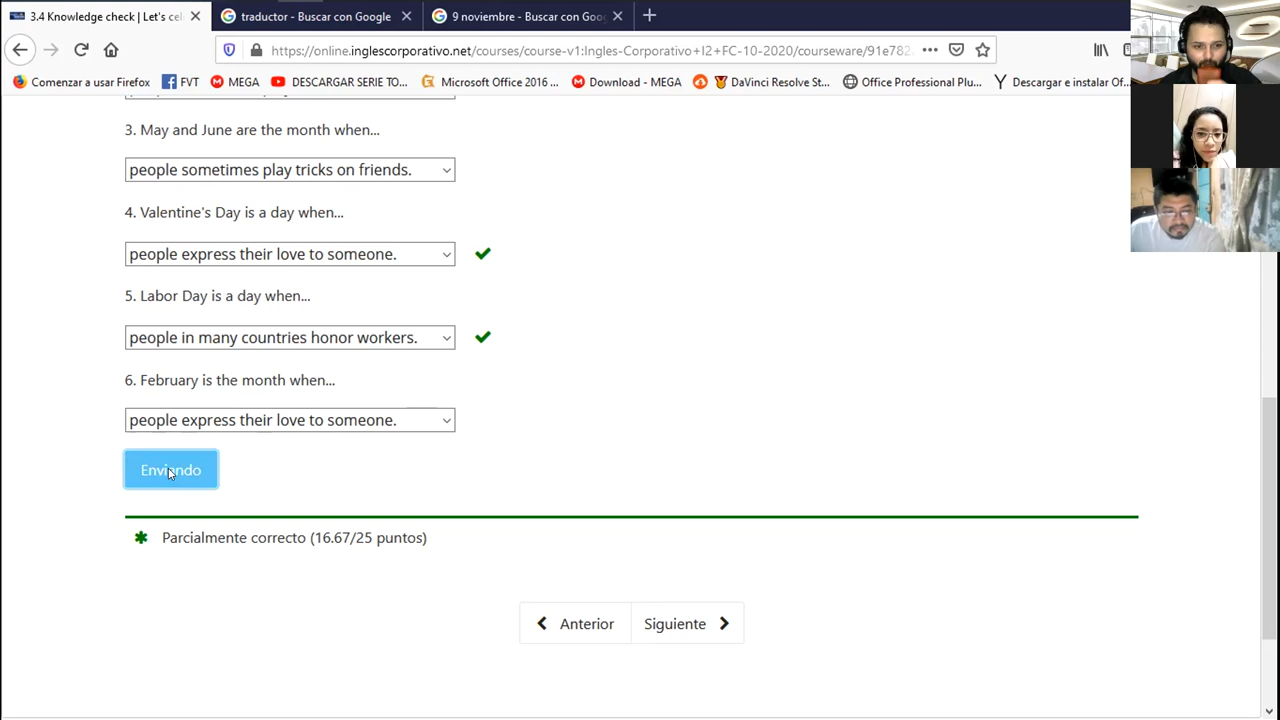 3.4 Knowledge check | Let's cel
traductor - Buscar con Google
9 noviembre - Buscar con Goog
https://online.inglescorporativo.net/courses/course-v1:Ingles-Corporativo+I2+FC-10-2020/courseware/91e782
Comenzar a usar Firefox
FVT
MEGA
DESCARGAR SERIE TO...
Microsoft Office 2016 ...
Download - MEGA
DaVinci Resolve St...
Office Professional Plu...
Descargar e instalar Of...
3. May and June are the month when...
people sometimes play tricks on friends.
4. Valentine's Day is a day when...
people express their love to someone.
5. Labor Day is a day when...
people in many countries honor workers.
6. February is the month when...
people express their love to someone.
Enviando
Parcialmente correcto (16.67/25 puntos)
Anterior
Siguiente